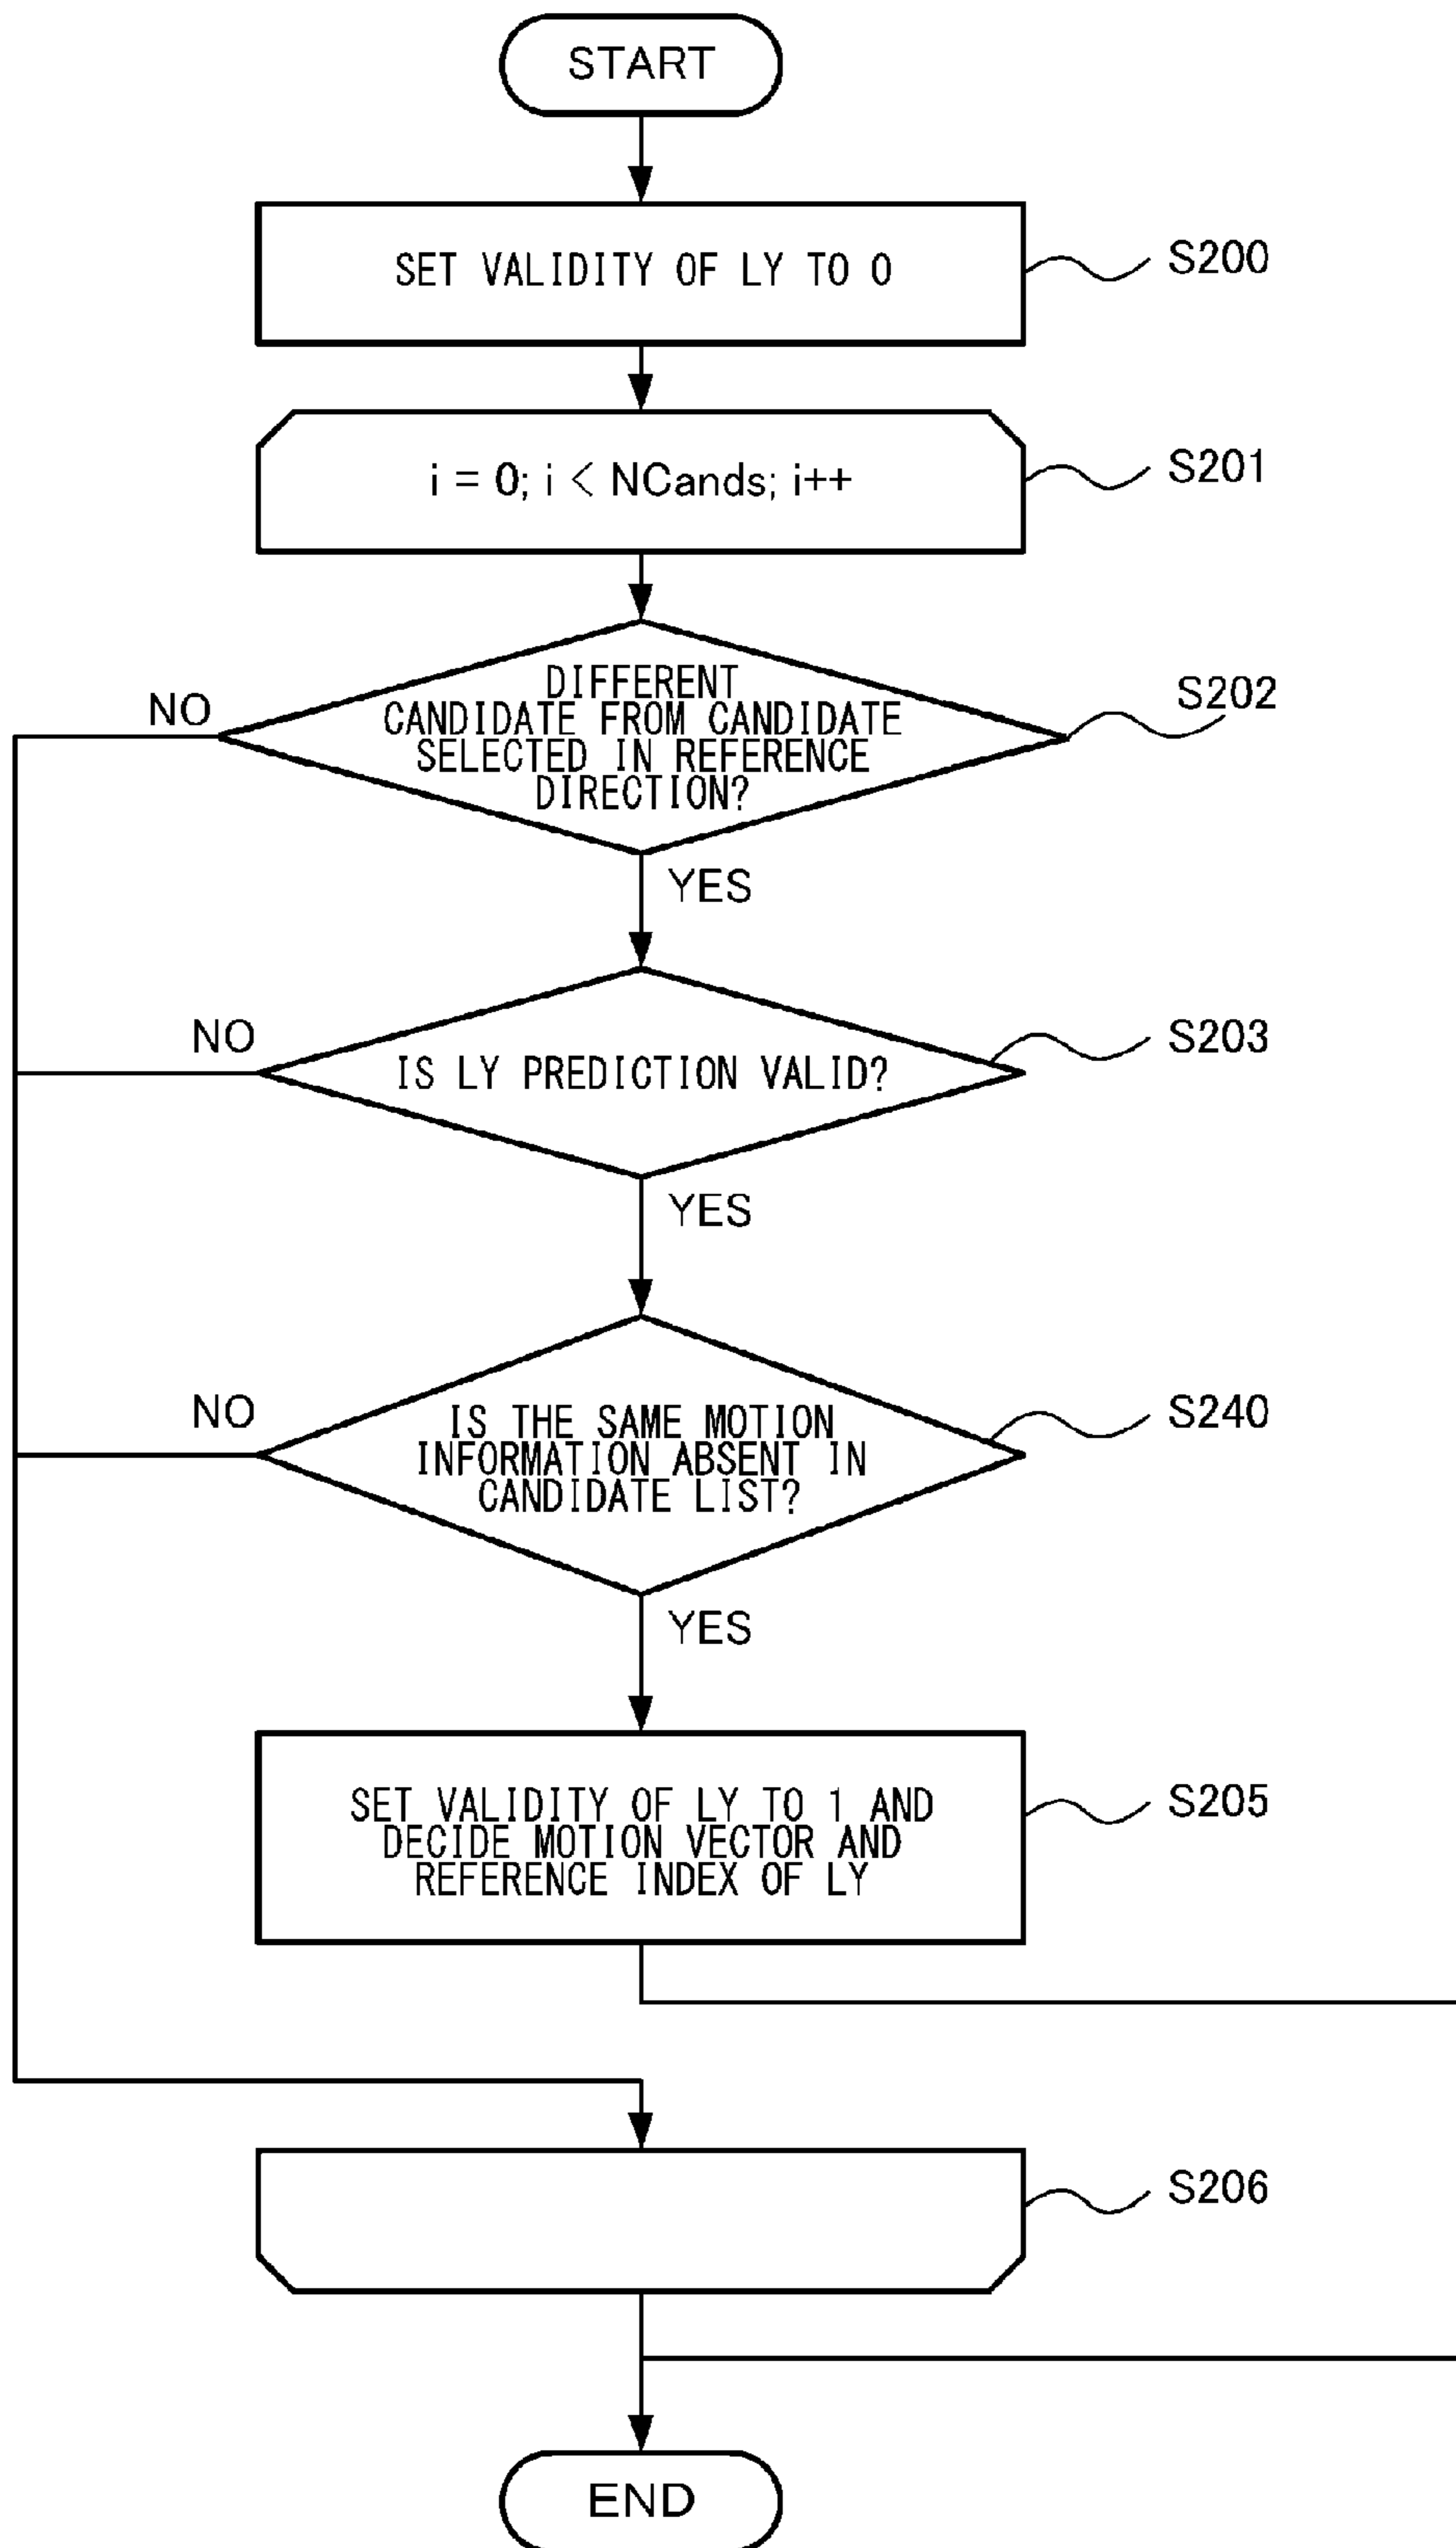 START
SET VALIDITY OF LY TO 0
S200
i = 0; i < NCands; i++
S201
DIFFERENT
CANDIDATE FROM CANDIDATE
SELECTED IN REFERENCE
DIRECTION?
S202
NO
YES
IS LY PREDICTION VALID?
S203
NO
YES
IS THE SAME MOTION
INFORMATION ABSENT IN
CANDIDATE LIST?
S240
NO
YES
SET VALIDITY OF LY TO 1 AND
DECIDE MOTION VECTOR AND
REFERENCE INDEX OF LY
S205
S206
END